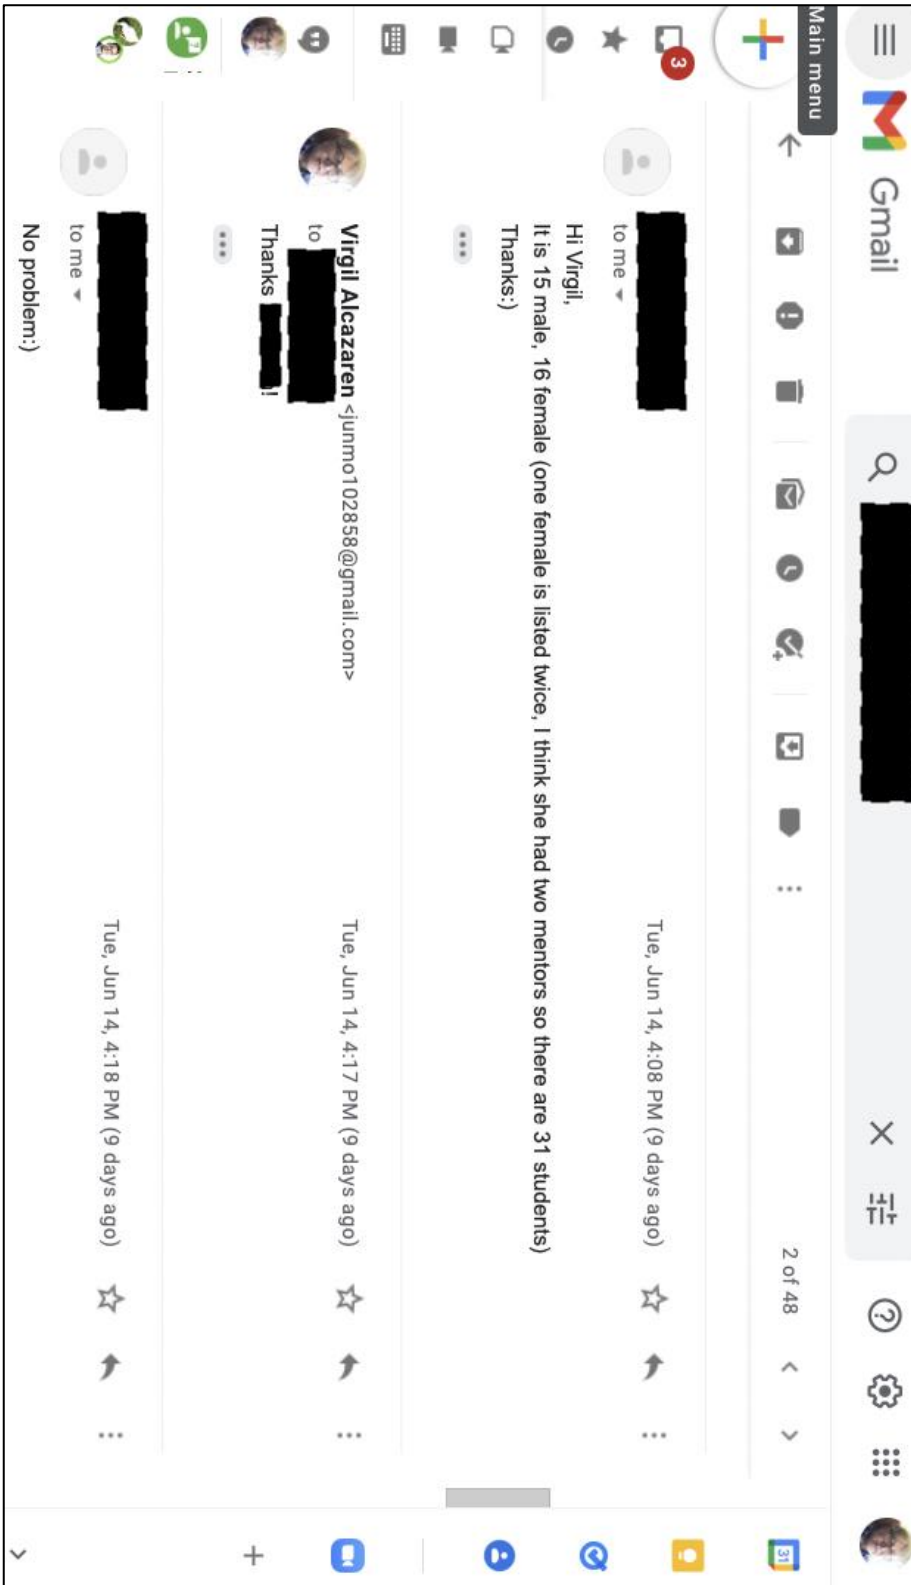 Main menu
Gmail
2 of 48
3
Tue, Jun 14, 4:08 PM (9 days ago)
to me
Hi Virgil,
It is 15 male, 16 female (one female is listed twice, I think she had two mentors so there are 31 students)
Thanks:)
Virgil Alcazaren <junmo102858@gmail.com>
Tue, Jun 14, 4:17 PM (9 days ago)
to
Thanks !
Tue, Jun 14, 4:18 PM (9 days ago)
to me
No problem:)
31